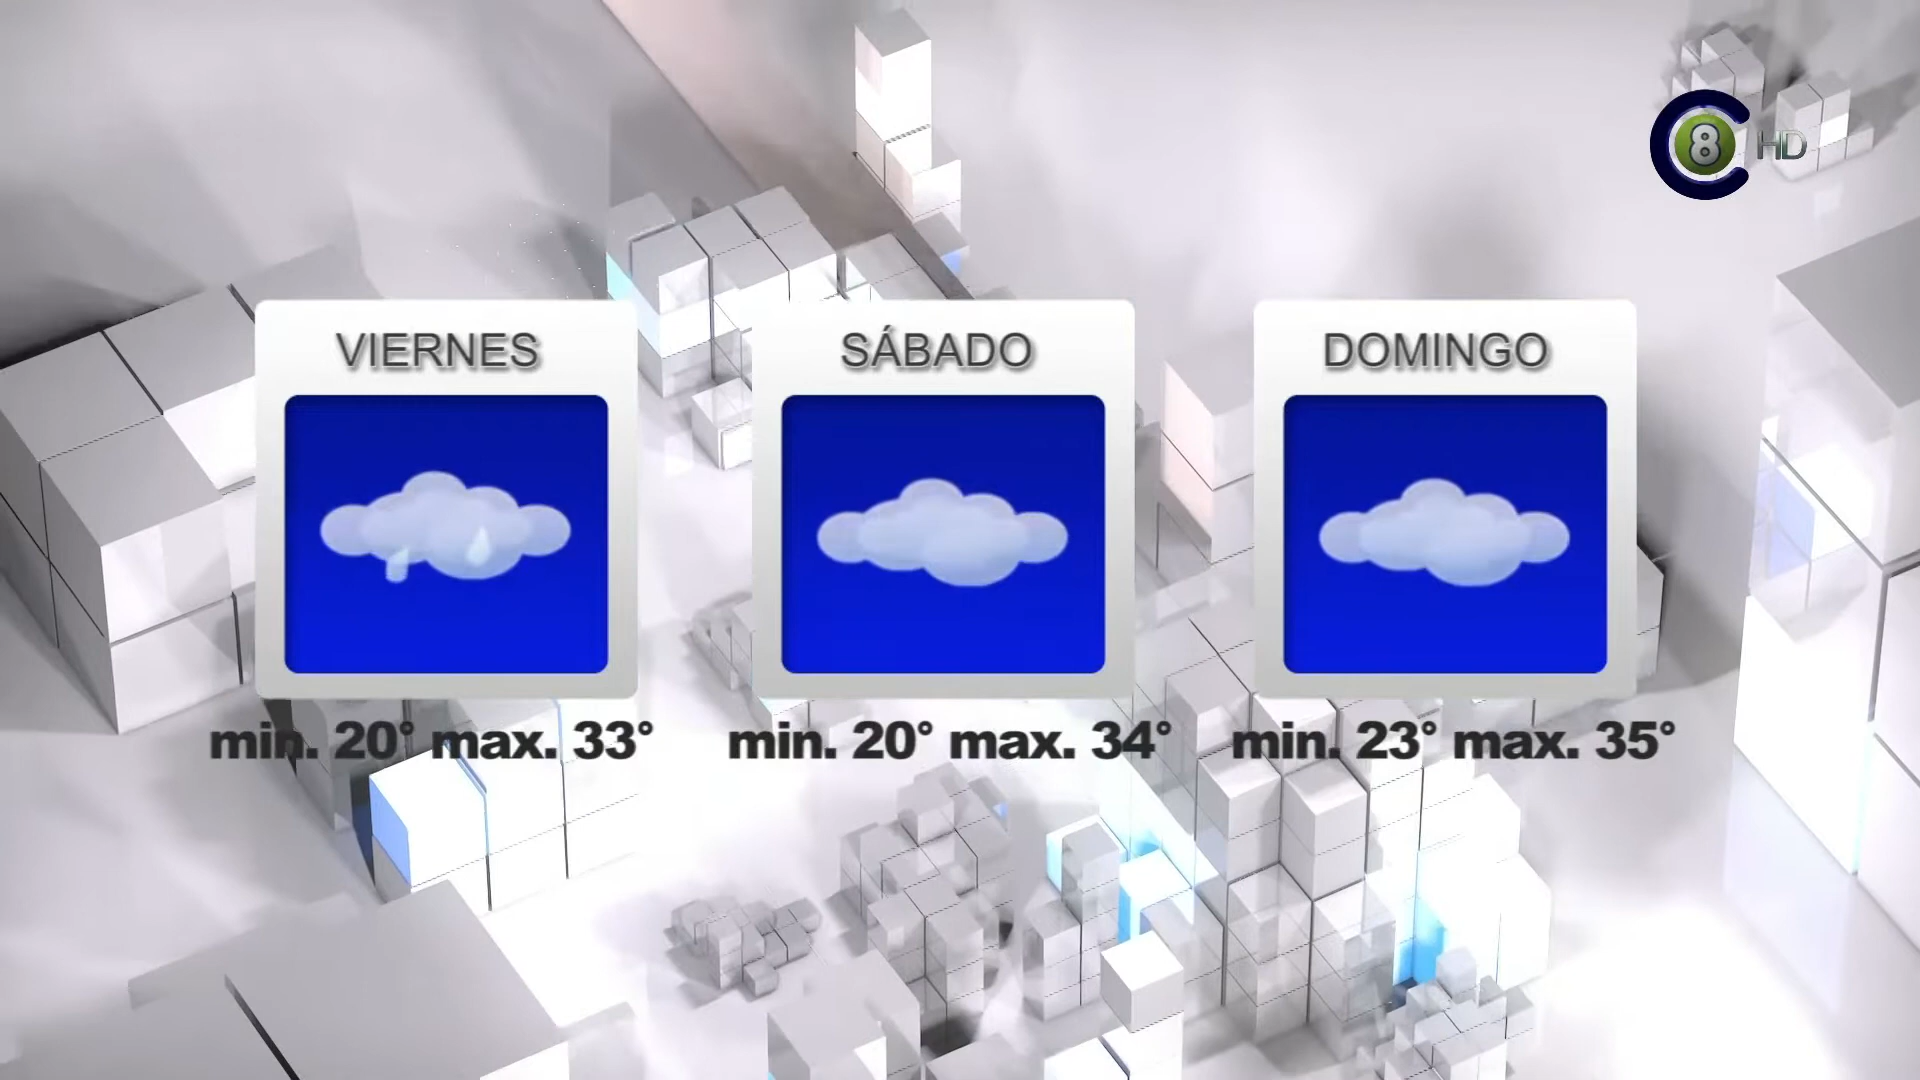 8 HD
VIERNES
SÁBADO
DOMINGO
min. 20° max. 33°
min. 20° max. 34°
min. 23° max. 35°